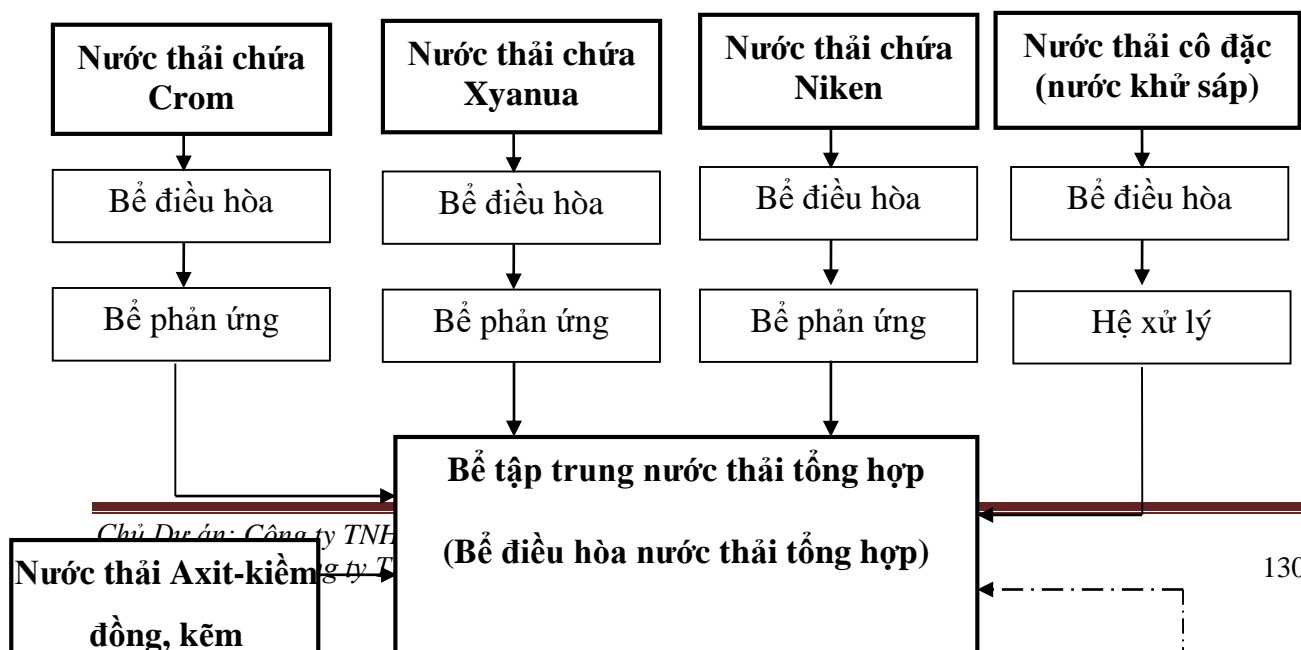 Nước thải chứa
Crom
Nước thải chứa
Xyanua
Nước thải chứa
Niken
Nước thải cô đặc
(nước khử sáp)
Bể điều hòa
Bể điều hòa
Bể điều hòa
Bể điều hòa
Bể phản ứng
Bể phản ứng
Bể phản ứng
Hệ xử lý
Bể tập trung nước thải tổng hợp
(Bể điều hòa nước thải tổng hợp)
Chủ Dự án: Công ty TNH
ty T
130
Nước thải Axit-kiềm
đồng, kẽm